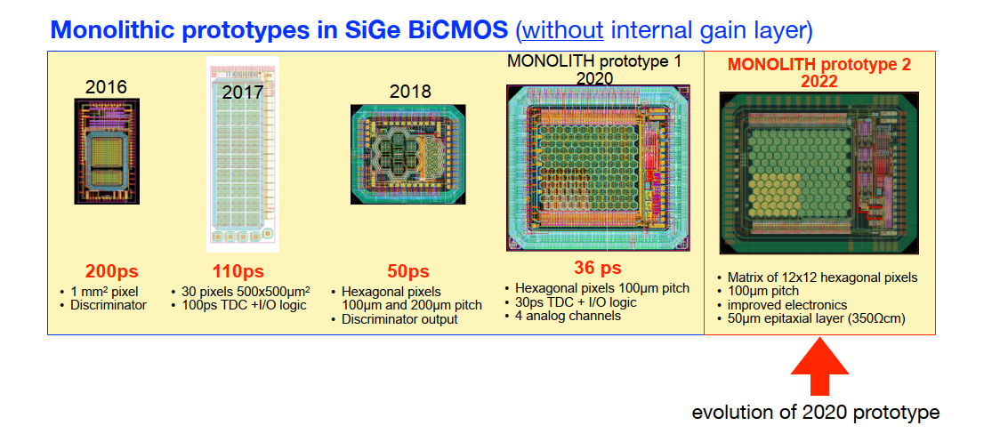 Monolithic prototypes in SiGe BiCMOS (without internal gain layer)
2016
200ps
• 1 mm² pixel
• Discriminator
2017
110ps
• 30 pixels 500x500µm²
• 100ps TDC +I/O logic
2018
50ps
• Hexagonal pixels
100µm and 200µm pitch
• Discriminator output
MONOLITH prototype 1
2020
36 ps
• Hexagonal pixels 100µm pitch
• 30ps TDC + I/O logic
• 4 analog channels
MONOLITH prototype 2
2022
• Matrix of 12x12 hexagonal pixels
• 100µm pitch
• improved electronics
• 50µm epitaxial layer (350Ωcm)
evolution of 2020 prototype